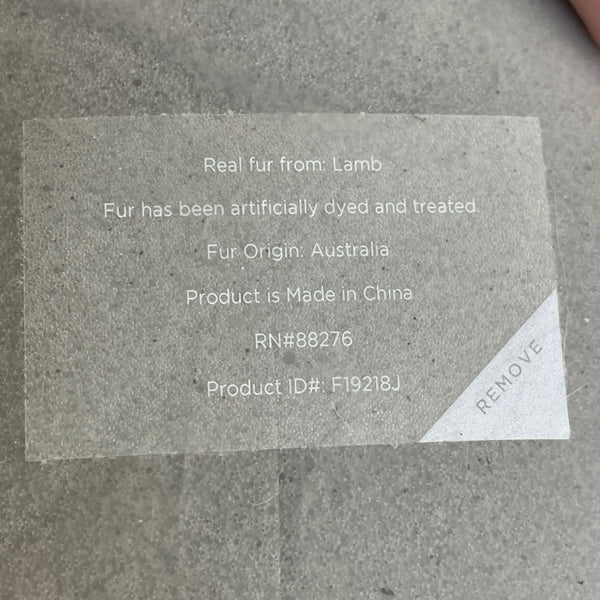 Real fur from: Lamb
Fur has been artificially dyed and treated.
Fur Origin: Australia
Product is Made in China
RN#88276
Product ID#: F19218J
REMOVE